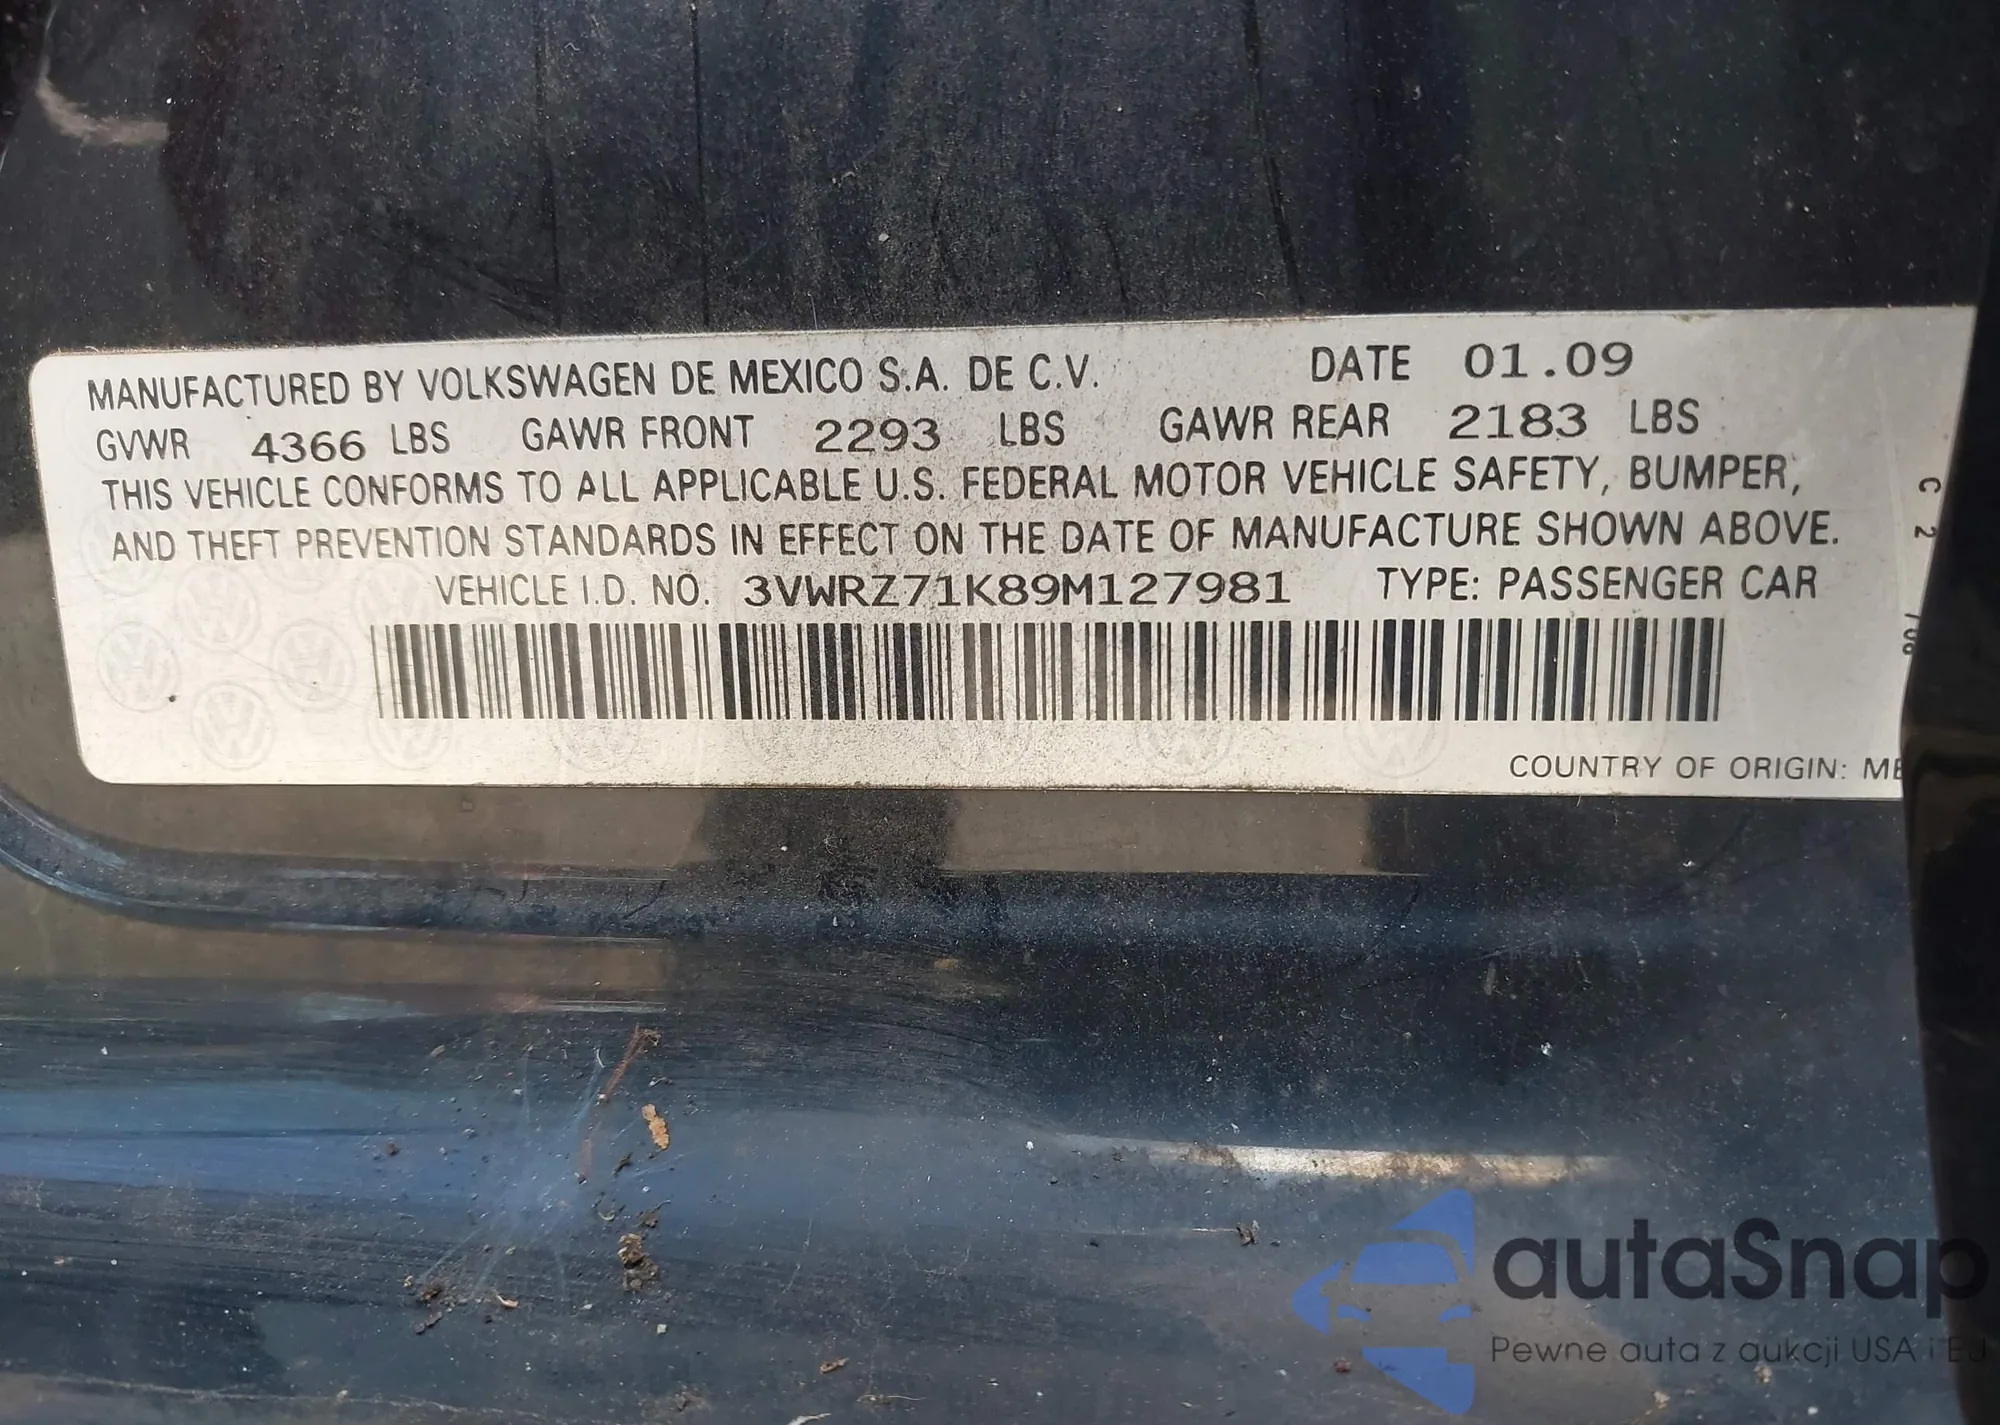 MANUFACTURED BY VOLKSWAGEN DE MEXICO S.A. DE C.V. DATE 01.09
GVWR 4366 LBS GAWR FRONT 2293 LBS GAWR REAR 2183 LBS
THIS VEHICLE CONFORMS TO ALL APPLICABLE U.S. FEDERAL MOTOR VEHICLE SAFETY, BUMPER,
AND THEFT PREVENTION STANDARDS IN EFFECT ON THE DATE OF MANUFACTURE SHOWN ABOVE.
VEHICLE I.D. NO. 3VWRZ71K89M127981 TYPE: PASSENGER CAR
COUNTRY OF ORIGIN: ME
C 2
autaSnap
Pewne auta z aukcji USA i EU